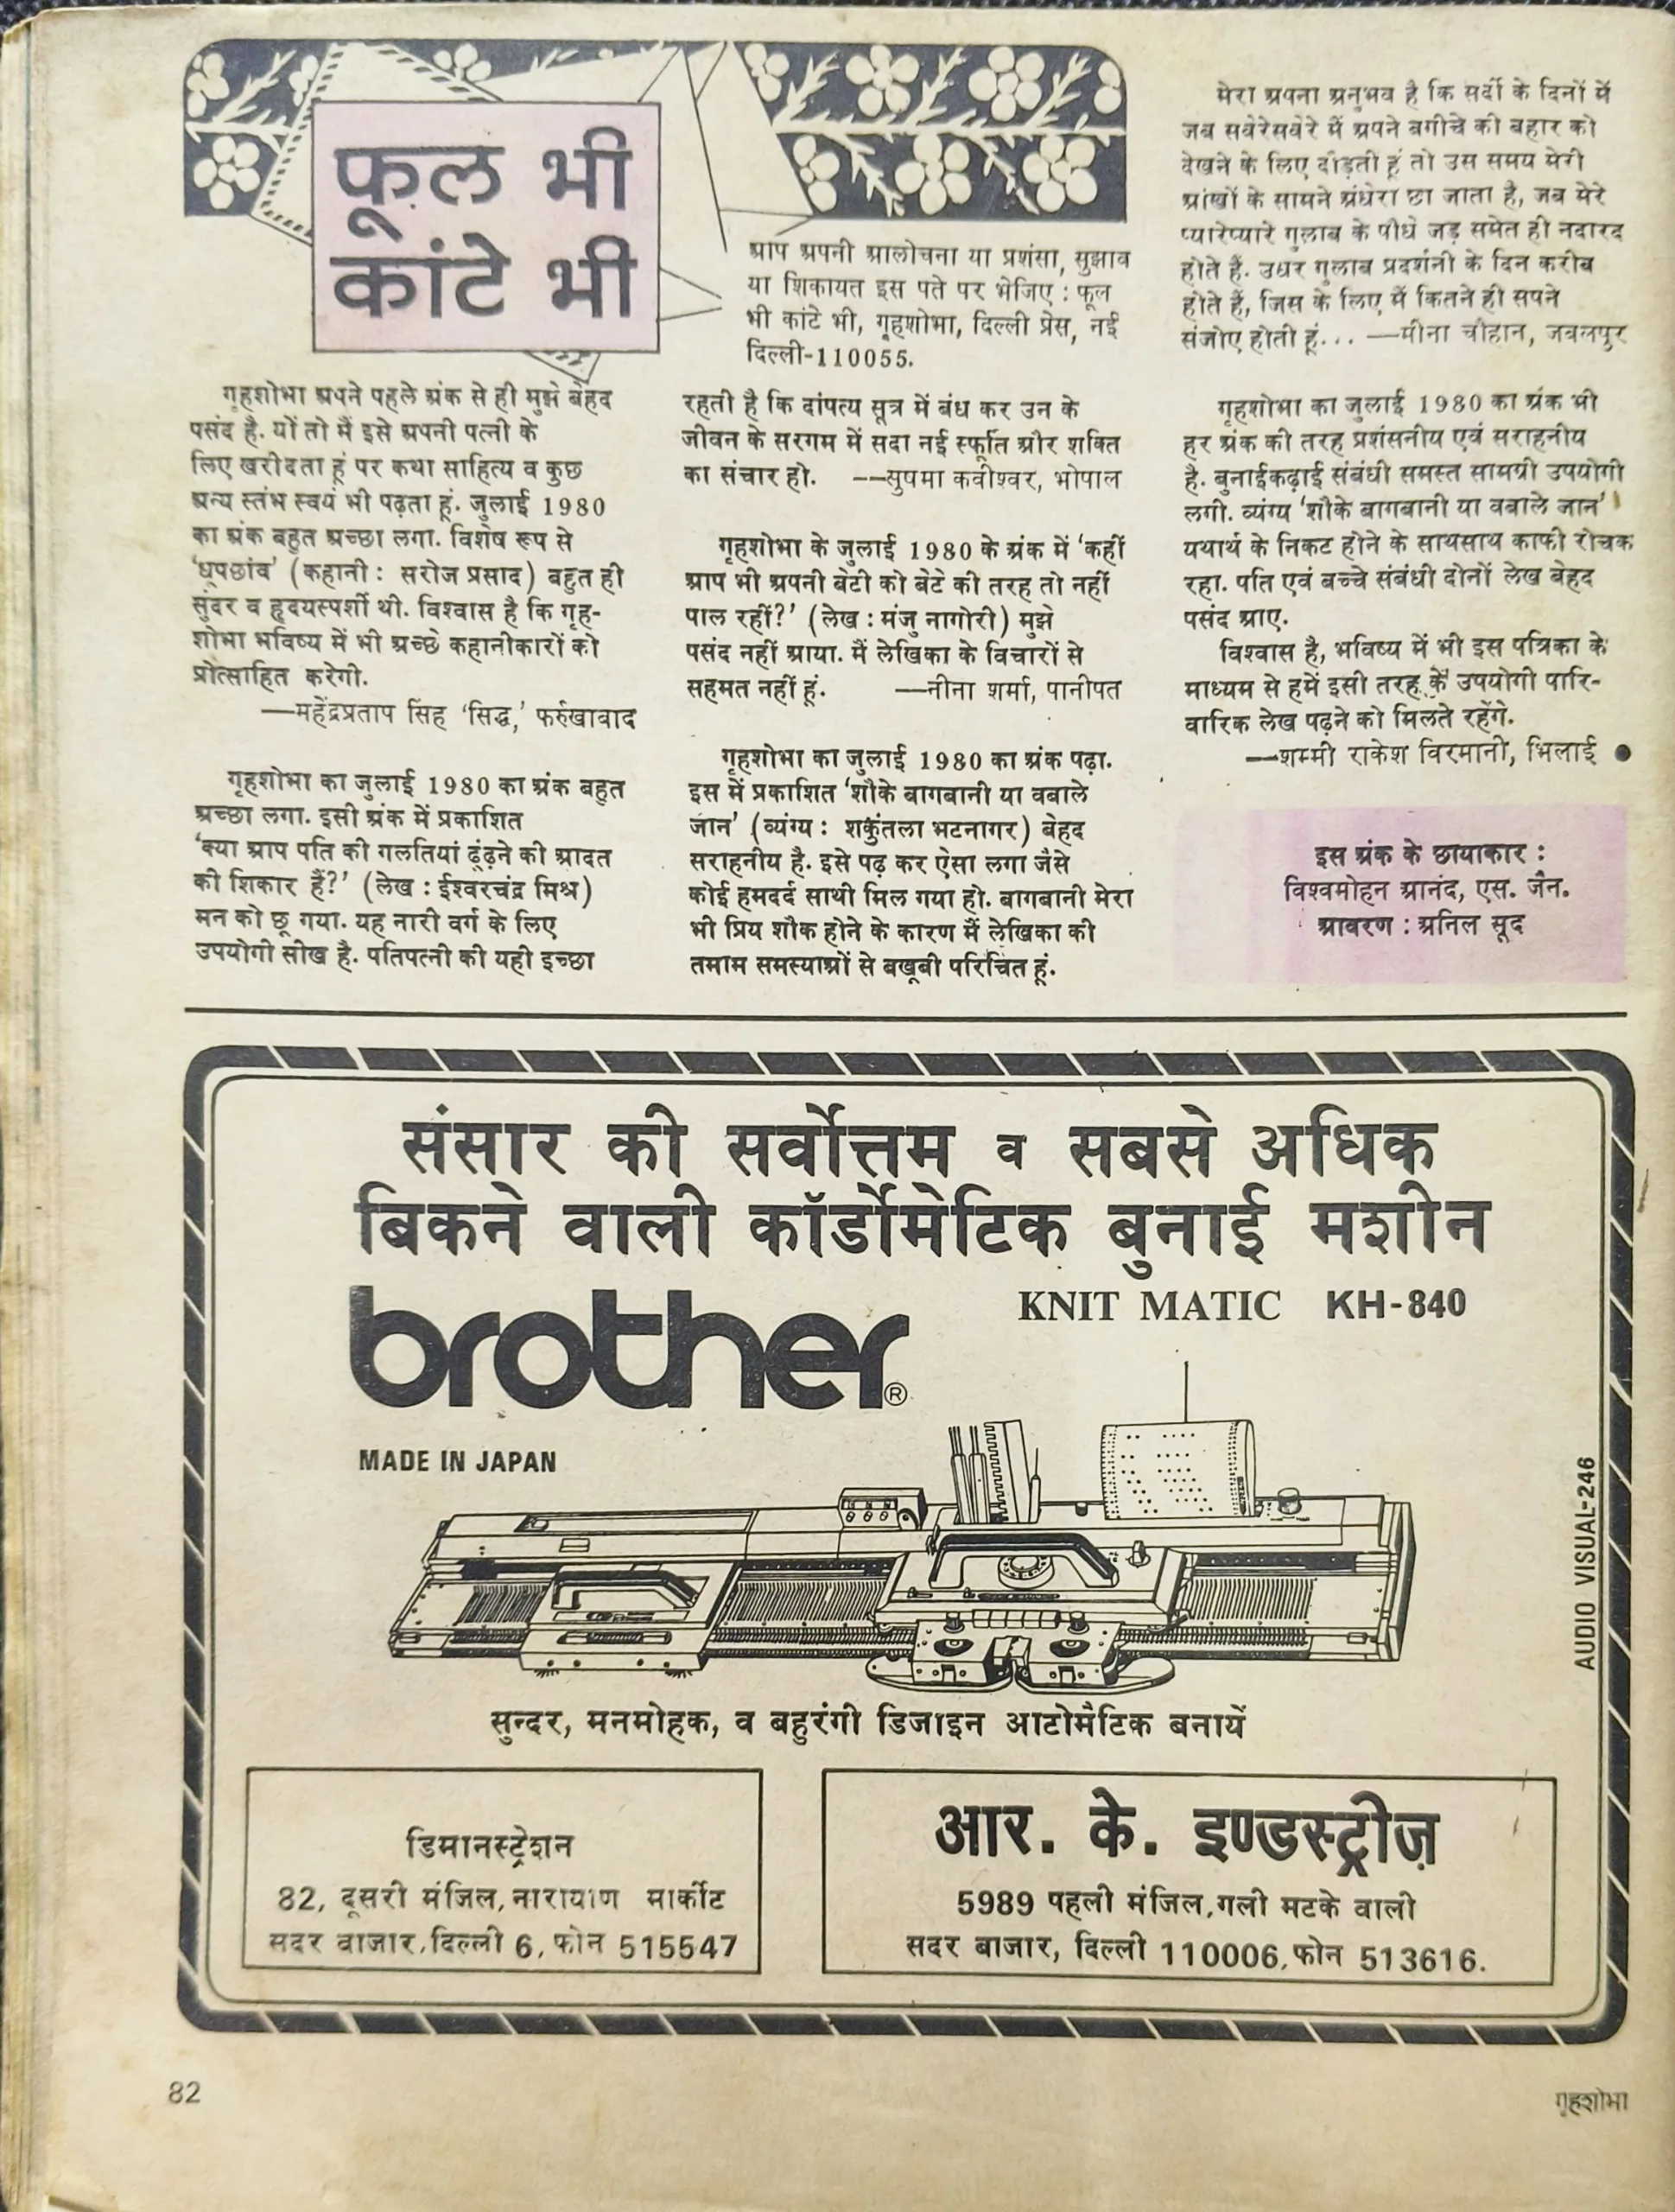 फूल भी
कांटे भी
आप अपनी आलोचना या प्रशंसा, सुझाव
या शिकायत इस पते पर भेजिए : फूल
भी कांटे भी, गृहशोभा, दिल्ली प्रेस, नई
दिल्ली-110055.
गृहशोभा अपने पहले अंक से ही मुझे बेहद
पसंद है. यों तो मैं इसे अपनी पत्नी के
लिए खरीदता हूं पर कथा साहित्य व कुछ
अन्य स्तंभ स्वयं भी पढ़ता हूं. जुलाई 1980
का अंक बहुत अच्छा लगा. विशेष रूप से
'धूपछांव' (कहानी : सरोज प्रसाद) बहुत ही
सुंदर व हृदयस्पर्शी थी. विश्वास है कि गृह-
शोभा भविष्य में भी अच्छे कहानीकारों को
प्रोत्साहित करेगी.
—महेंद्रप्रताप सिंह 'सिद्ध,' फर्रुखाबाद
गृहशोभा का जुलाई 1980 का अंक बहुत
अच्छा लगा. इसी अंक में प्रकाशित
'क्या आप पति की गलतियां ढूंढ़ने की आदत
की शिकार हैं?' (लेख : ईश्वरचंद्र मिश्र)
मन को छू गया. यह नारी वर्ग के लिए
उपयोगी सीख है. पतिपत्नी की यही इच्छा
रहती है कि दांपत्य सूत्र में बंध कर उन के
जीवन के सरगम में सदा नई स्फूर्ति और शक्ति
का संचार हो. —सुषमा कवीश्वर, भोपाल
गृहशोभा के जुलाई 1980 के अंक में 'कहीं
आप भी अपनी बेटी को बेटे की तरह तो नहीं
पाल रहीं?' (लेख : मंजु नागोरी) मुझे
पसंद नहीं आया. मैं लेखिका के विचारों से
सहमत नहीं हूं. —नीना शर्मा, पानीपत
गृहशोभा का जुलाई 1980 का अंक पढ़ा.
इस में प्रकाशित 'शौके बागबानी या वबाले
जान' (व्यंग्य : शकुंतला भटनागर) बेहद
सराहनीय है. इसे पढ़ कर ऐसा लगा जैसे
कोई हमदर्द साथी मिल गया हो. बागबानी मेरा
भी प्रिय शौक होने के कारण मैं लेखिका की
तमाम समस्याओं से बखूबी परिचित हूं.
मेरा अपना अनुभव है कि सर्दी के दिनों में
जब सवेरेसवेरे मैं अपने बगीचे की बहार को
देखने के लिए दौड़ती हूं तो उस समय मेरी
आंखों के सामने अंधेरा छा जाता है, जब मेरे
प्यारेप्यारे गुलाब के पौधे जड़ समेत ही नदारद
होते हैं. उधर गुलाब प्रदर्शनी के दिन करीब
होते हैं, जिस के लिए मैं कितने ही सपने
संजोए होती हूं... —मीना चौहान, जबलपुर
गृहशोभा का जुलाई 1980 का अंक भी
हर अंक की तरह प्रशंसनीय एवं सराहनीय
है. बुनाईकढ़ाई संबंधी समस्त सामग्री उपयोगी
लगी. व्यंग्य 'शौके बागबानी या वबाले जान'
यथार्थ के निकट होने के साथसाथ काफी रोचक
रहा. पति एवं बच्चे संबंधी दोनों लेख बेहद
पसंद आए.
विश्वास है, भविष्य में भी इस पत्रिका के
माध्यम से हमें इसी तरह के उपयोगी पारि-
वारिक लेख पढ़ने को मिलते रहेंगे.
—शम्मी राकेश विरमानी, भिलाई ●
इस अंक के छायाकार :
विश्वमोहन आनंद, एस. जैन.
आवरण : अनिल सूद
संसार की सर्वोत्तम व सबसे अधिक
बिकने वाली कॉर्डोमेटिक बुनाई मशीन
brother®
KNIT MATIC KH-840
MADE IN JAPAN
AUDIO VISUAL-246
सुन्दर, मनमोहक, व बहुरंगी डिजाइन आटोमैटिक बनायें
डिमानस्ट्रेशन
82, दूसरी मंजिल, नारायाण मार्कीट
सदर बाजार, दिल्ली 6, फोन 515547
आर. के. इण्डस्ट्रीज़
5989 पहली मंजिल, गली मटके वाली
सदर बाजार, दिल्ली 110006, फोन 513616.
82
गृहशोभा